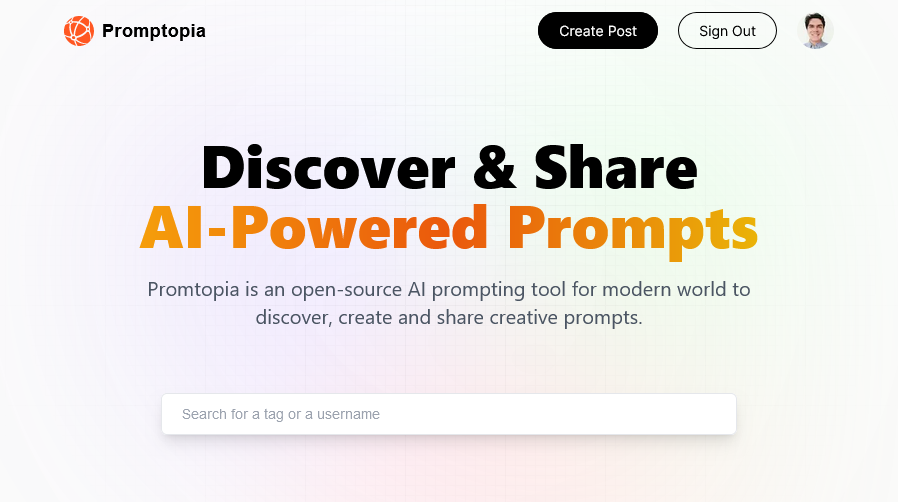 Promptopia
Create Post
Sign Out
Discover & Share
AI-Powered Prompts
Promtopia is an open-source AI prompting tool for modern world to
discover, create and share creative prompts.
Search for a tag or a username